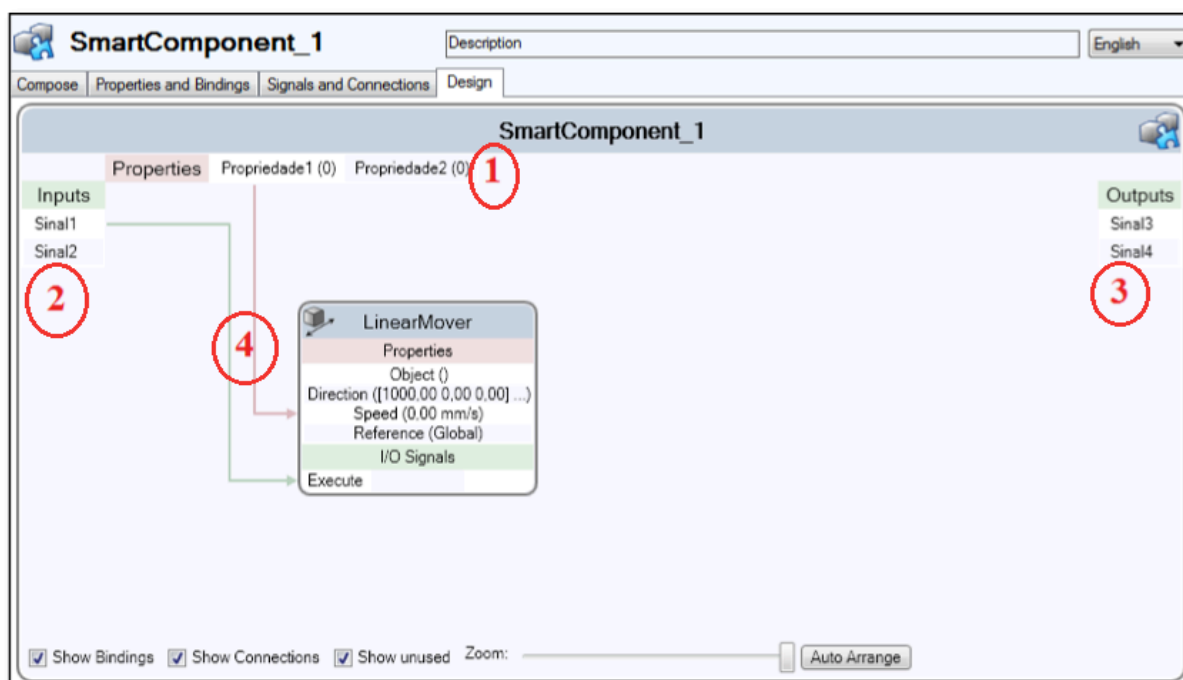 SmartComponent_1
Description
English
Compose
Properties and Bindings
Signals and Connections
Design
SmartComponent_1
Properties
Propriedade1 (0)
Propriedade2 (0)
1
Inputs
Sinal1
Sinal2
2
Outputs
Sinal3
Sinal4
3
4
LinearMover
Properties
Object ()
Direction ([1000,00 0,00 0,00] ...)
Speed (0,00 mm/s)
Reference (Global)
I/O Signals
Execute
Show Bindings
Show Connections
Show unused
Zoom:
Auto Arrange